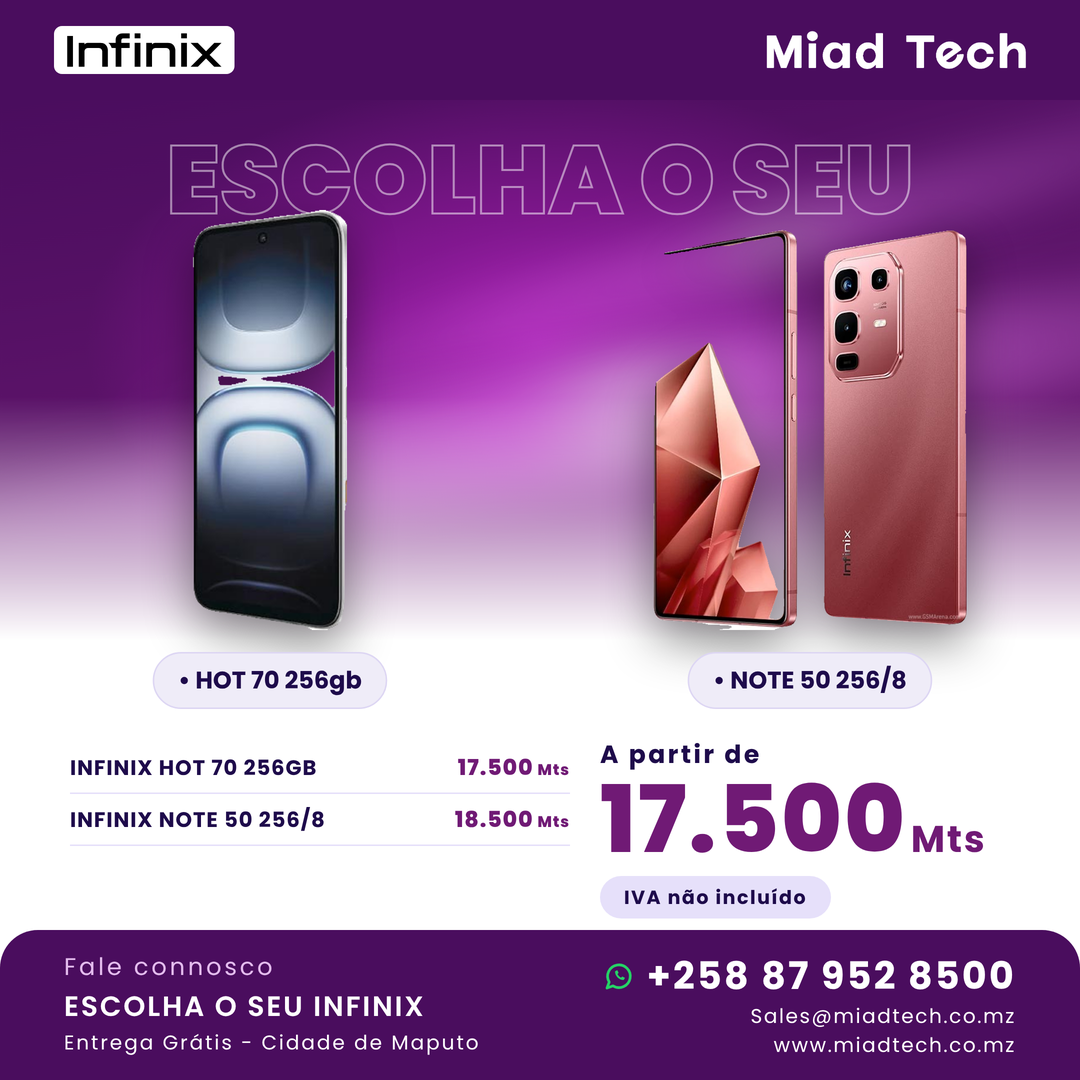 Infinix
Miad Tech
ESCOLHA O SEU
Infinix
www.GSMArena.com
• HOT 70 256gb
• NOTE 50 256/8
INFINIX HOT 70 256GB 17.500 Mts
INFINIX NOTE 50 256/8 18.500 Mts
A partir de
17.500 Mts
IVA não incluído
Fale connosco
ESCOLHA O SEU INFINIX
Entrega Grátis - Cidade de Maputo
+258 87 952 8500
Sales@miadtech.co.mz
www.miadtech.co.mz